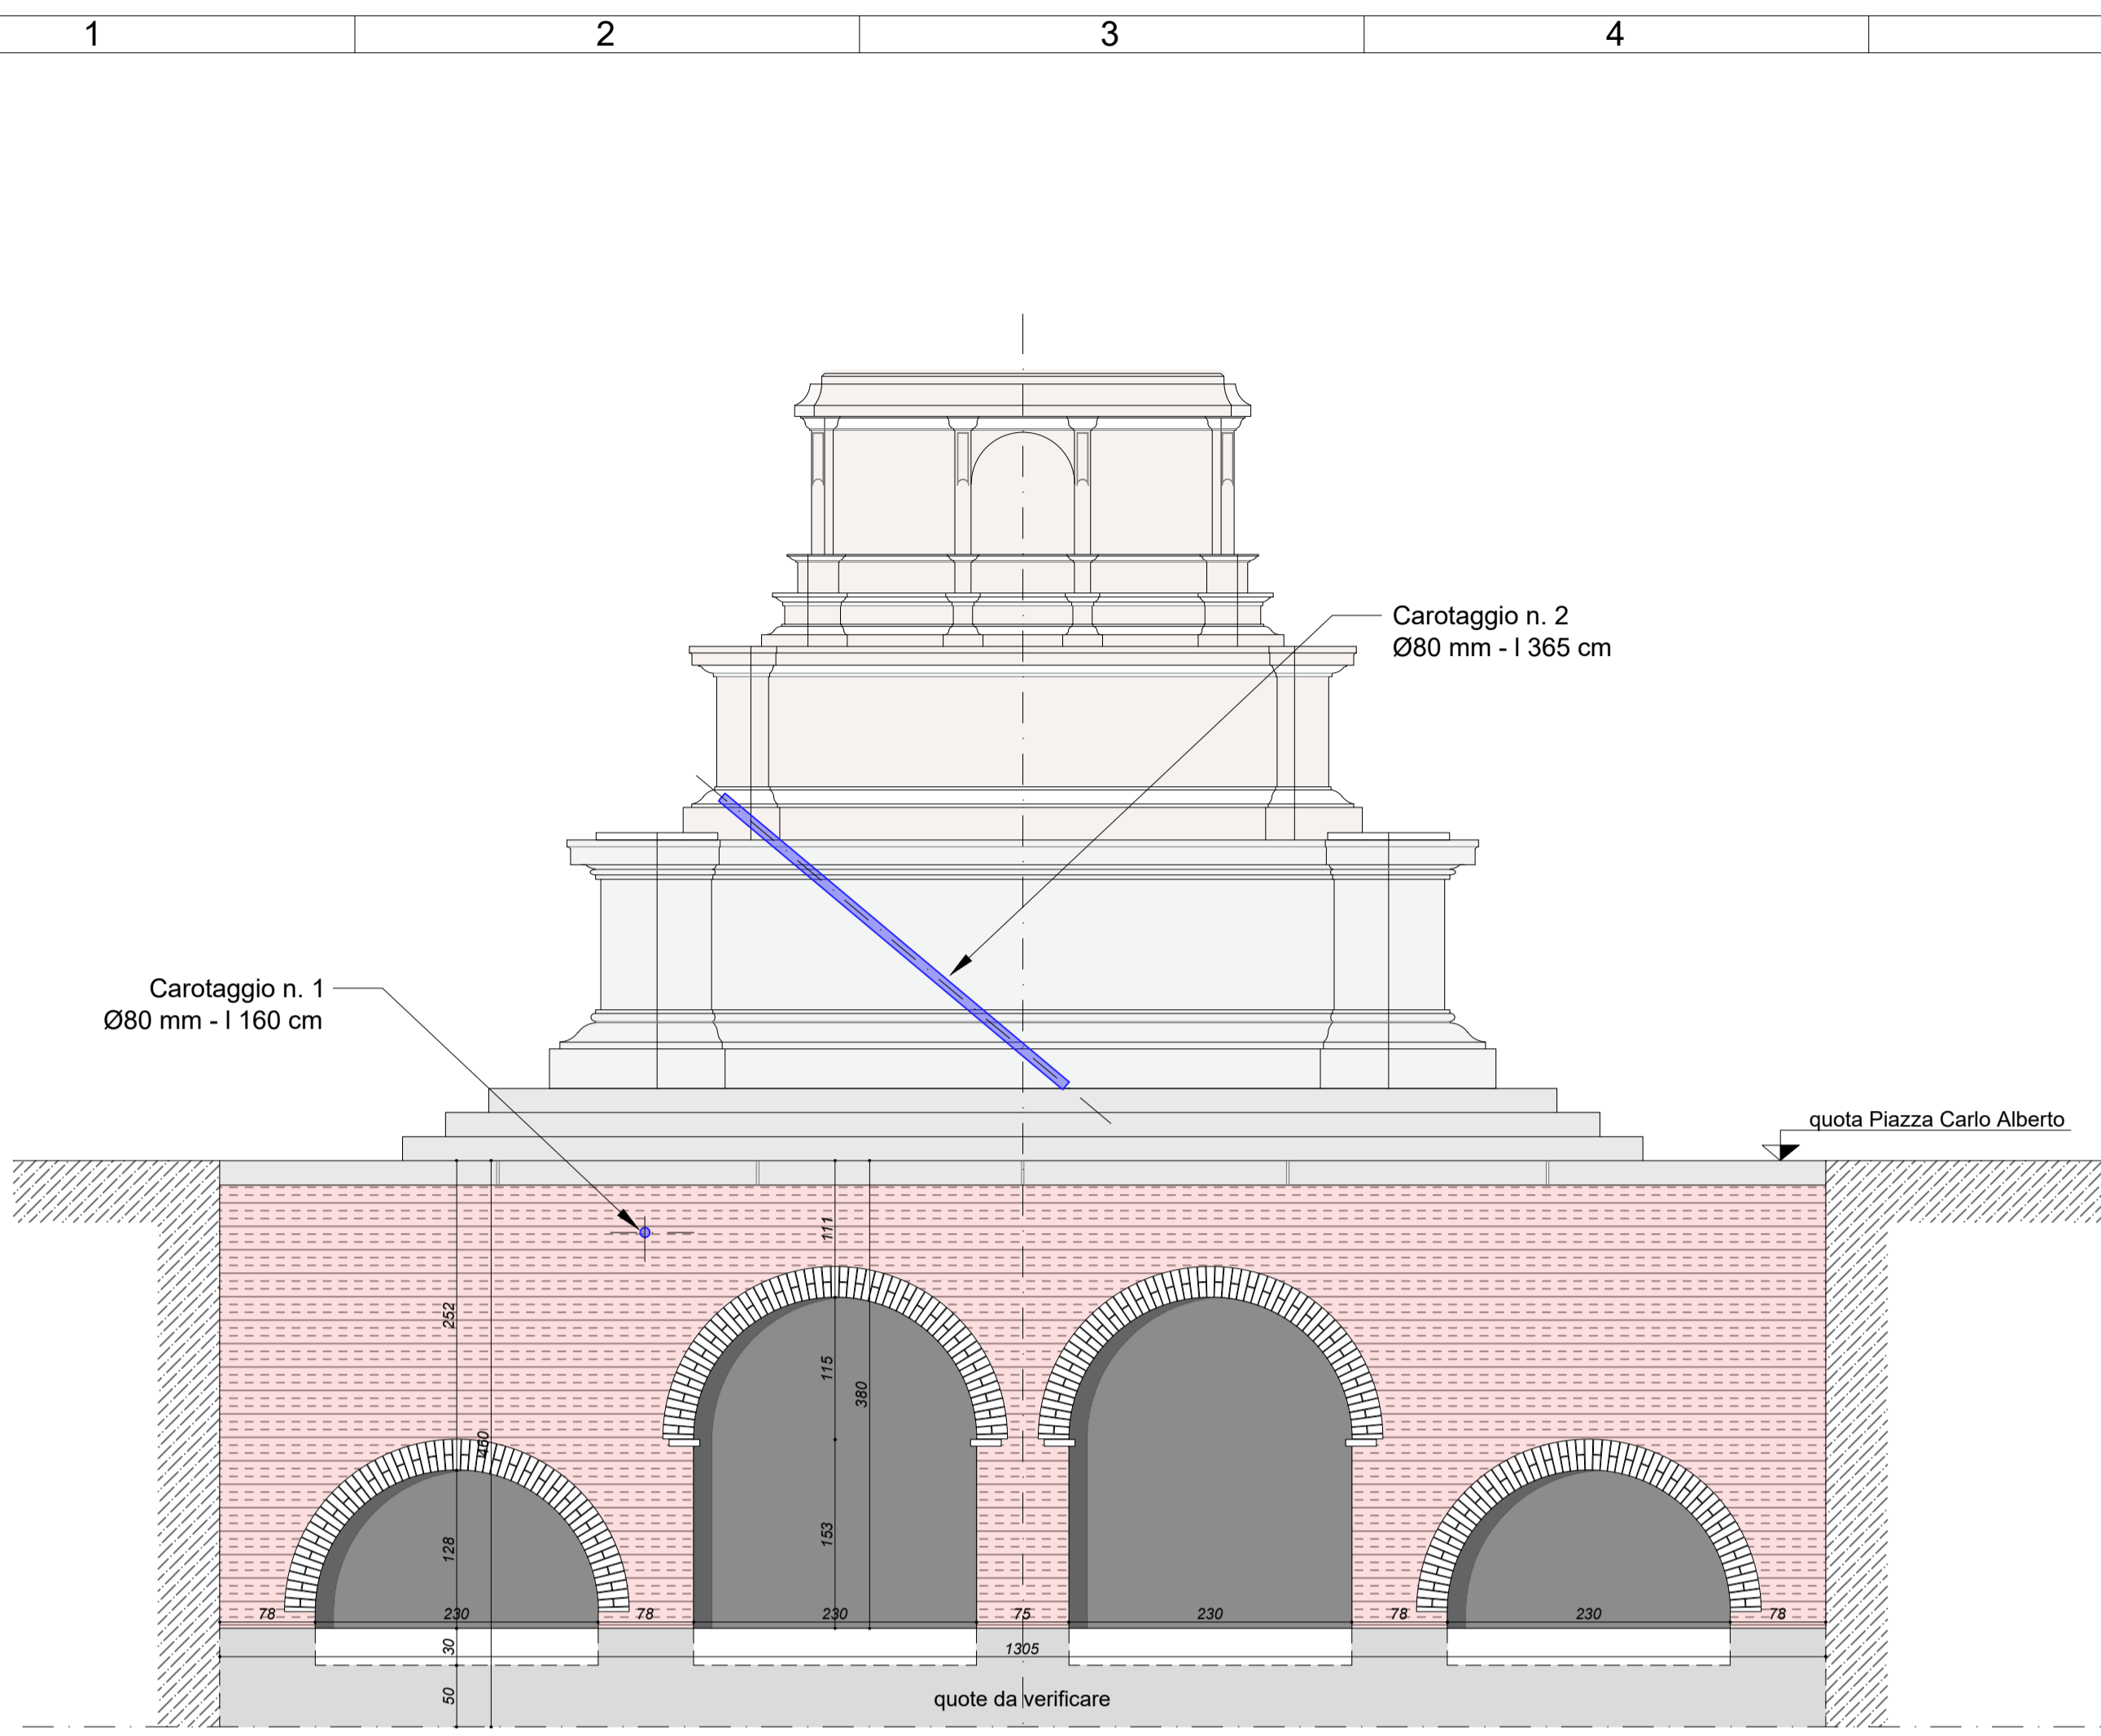 1 2 3 4
Carotaggio n. 2
Ø80 mm - l 365 cm
Carotaggio n. 1
Ø80 mm - l 160 cm
quota Piazza Carlo Alberto
111
252
115
380
460
153
128
78 230 78 230 75 230 78 230 78
30
1305
50
quote da verificare